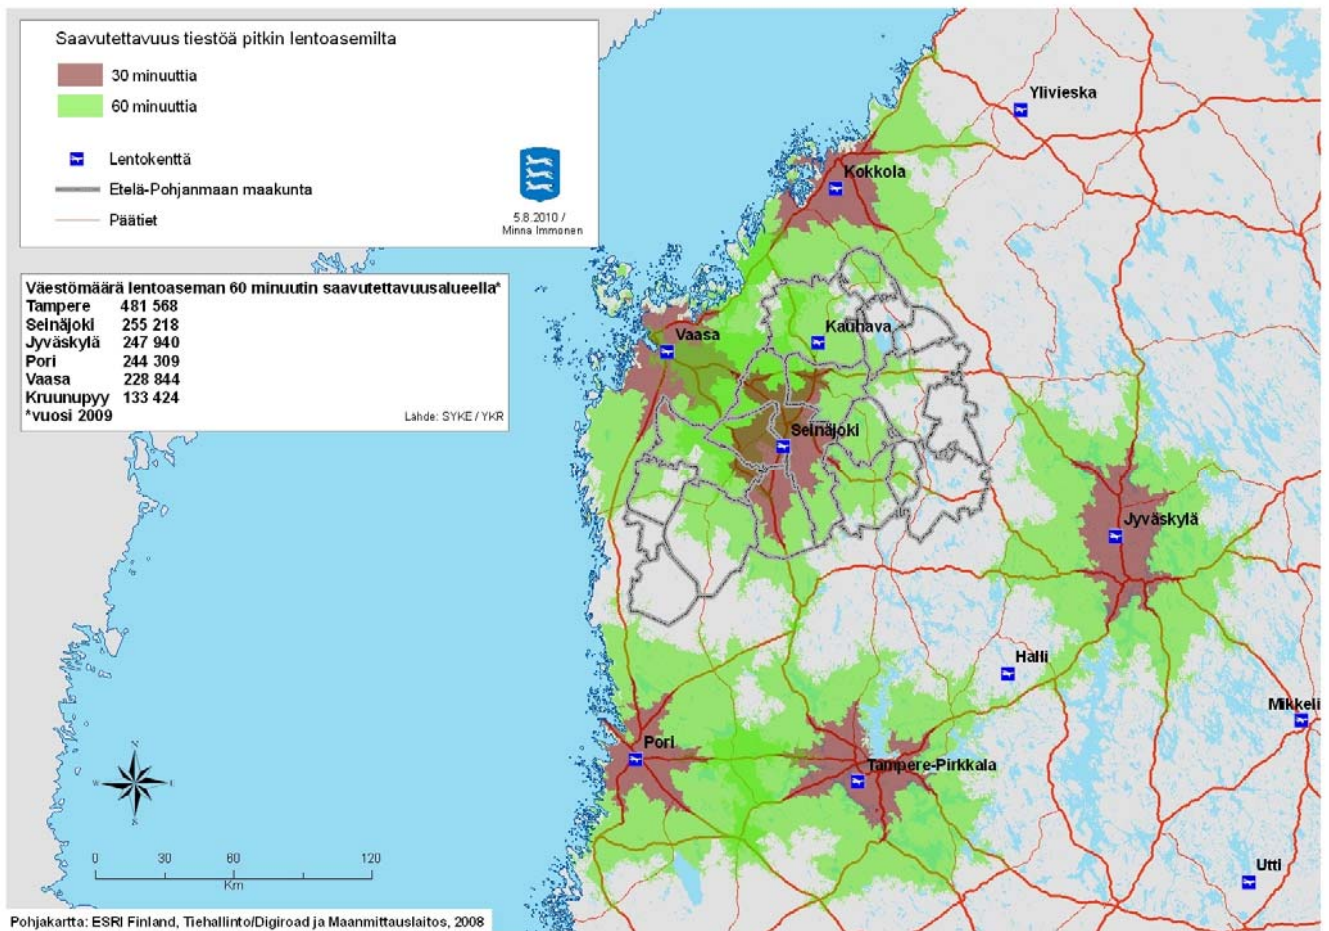 Saavutettavuus tiestöä pitkin lentoasemilta
30 minuuttia
60 minuuttia
Lentokenttä
Etelä-Pohjanmaan maakunta
Päätiet
5.8.2010 /
Minna Immonen
Väestömäärä lentoaseman 60 minuutin saavutettavuusalueella*
Tampere 481 568
Seinäjoki 255 218
Jyväskylä 247 940
Pori 244 309
Vaasa 228 844
Kruunupyy 133 424
*vuosi 2009
Lähde: SYKE / YKR
Ylivieska
Kokkola
Vaasa
Kauhava
Seinäjoki
Jyväskylä
Halli
Mikkeli
Pori
Tampere-Pirkkala
Utti
N
W
E
S
0 30 60 120
Km
Pohjakartta: ESRI Finland, Tiehallinto/Digiroad ja Maanmittauslaitos, 2008